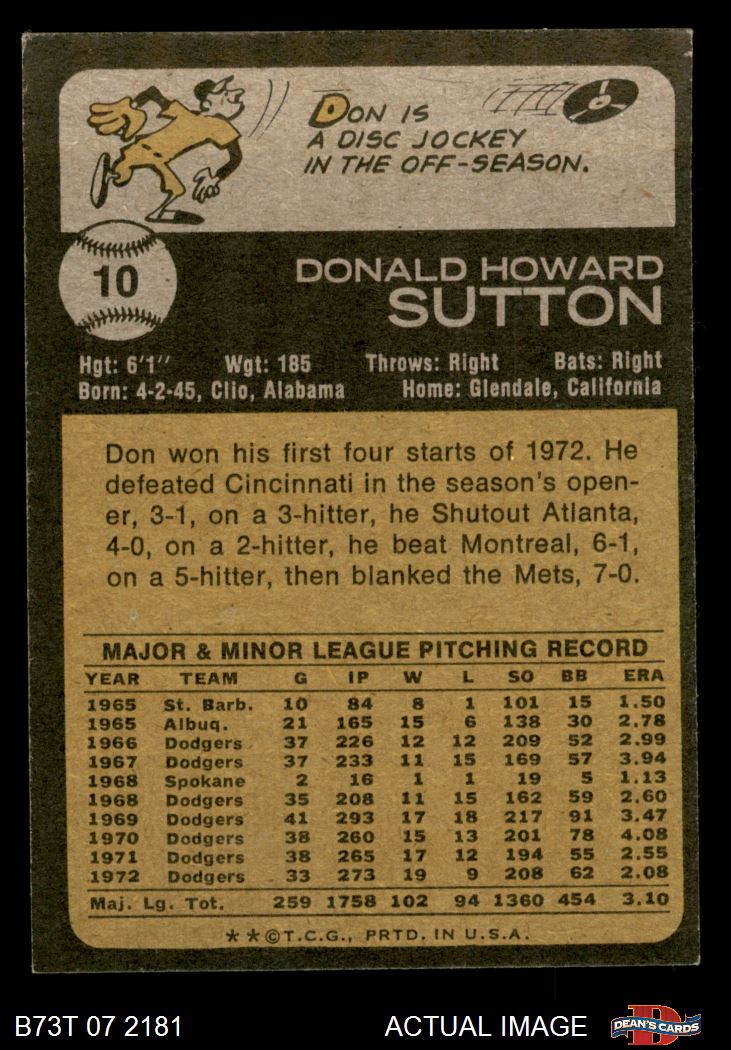 DON IS
A DISC JOCKEY
IN THE OFF-SEASON.
10
DONALD HOWARD
SUTTON
Hgt: 6'1" Wgt: 185 Throws: Right Bats: Right
Born: 4-2-45, Clio, Alabama Home: Glendale, California
Don won his first four starts of 1972. He
defeated Cincinnati in the season's open-
er, 3-1, on a 3-hitter, he Shutout Atlanta,
4-0, on a 2-hitter, he beat Montreal, 6-1,
on a 5-hitter, then blanked the Mets, 7-0.
MAJOR & MINOR LEAGUE PITCHING RECORD
YEAR TEAM G IP W L SO BB ERA
1965 St. Barb. 10 84 8 1 101 15 1.50
1965 Albuq. 21 165 15 6 138 30 2.78
1966 Dodgers 37 226 12 12 209 52 2.99
1967 Dodgers 37 233 11 15 169 57 3.94
1968 Spokane 2 16 1 1 19 5 1.13
1968 Dodgers 35 208 11 15 162 59 2.60
1969 Dodgers 41 293 17 18 217 91 3.47
1970 Dodgers 38 260 15 13 201 78 4.08
1971 Dodgers 38 265 17 12 194 55 2.55
1972 Dodgers 33 273 19 9 208 62 2.08
Maj. Lg. Tot. 259 1758 102 94 1360 454 3.10
**©T.C.G., PRTD. IN U.S.A.
B73T 07 2181 ACTUAL IMAGE
D
DEAN'S CARDS